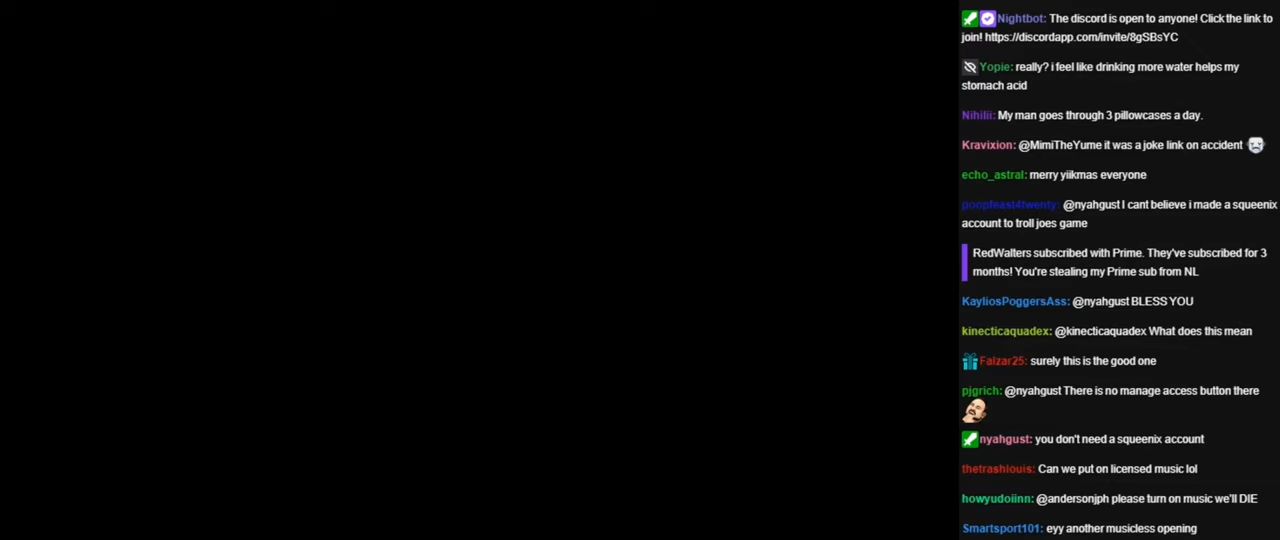 Nightbot: The discord is open to anyone! Click the link to
join! https://discordapp.com/invite/8gSBsYC
Yopie: really? i feel like drinking more water helps my
stomach acid
Nihilii: My man goes through 3 pillowcases a day.
Kravixion: @MimiTheYume it was a joke link on accident
echo_astral: merry yiikmas everyone
poopfeast4twenty: @nyahgust I cant believe i made a squeenix
account to troll joes game
RedWalters subscribed with Prime. They've subscribed for 3
months! You're stealing my Prime sub from NL
KayliosPoggersAss: @nyahgust BLESS YOU
kinecticaquadex: @kinecticaquadex What does this mean
Falzar25: surely this is the good one
pjgrich: @nyahgust There is no manage access button there
nyahgust: you don't need a squeenix account
thetrashlouis: Can we put on licensed music lol
howyudoiinn: @andersonjph please turn on music we'll DIE
Smartsport101: eyy another musicless opening